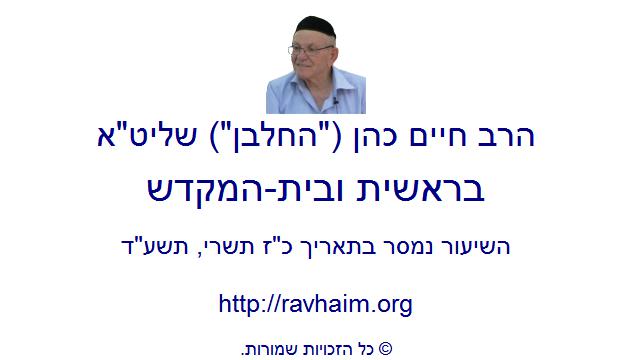 הרב חיים כהן ("החלבן") שליט"א
בראשית ובית-המקדש
השיעור נמסר בתאריך כ"ז תשרי, תשע"ד
http://ravhaim.org
© כל הזכויות שמורות.